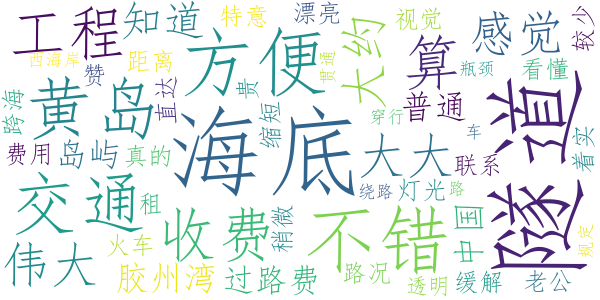 工程
知道
特意
漂亮
视觉
感觉
较少
西海岸
赞
距离
方便
大约
算
瓶颈
看懂
跨海
黄岛
直达
贵
贯通
普通
隧道
海底
缩短
穿行
车
费用
岛屿
真的
大大
联系
着实
交通
租
收费
稍微
不错
绕路
灯光
路
中国
伟大
火车
胶州湾
过路费
路况
透明
缓解
老公
规定